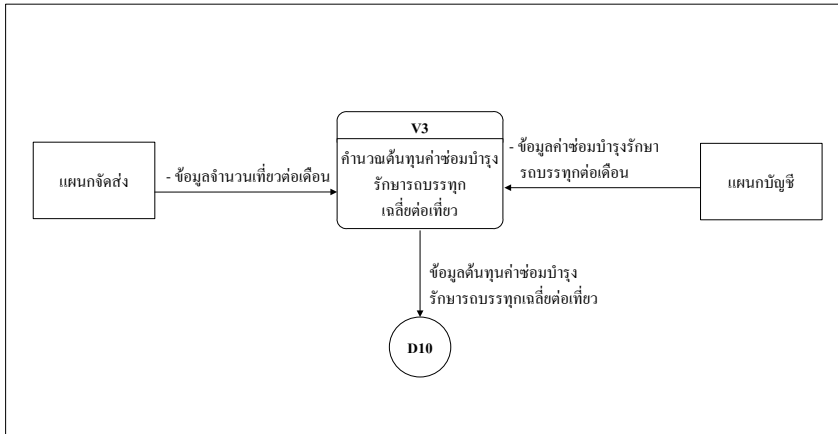 V3
คำนวณต้นทุนค่าซ่อมบำรุง
รักษารถบรรทุก
เฉลี่ยต่อเที่ยว
แผนกจัดส่ง
- ข้อมูลจำนวนเที่ยวต่อเดือน
- ข้อมูลค่าซ่อมบำรุงรักษา
รถบรรทุกต่อเดือน
แผนกบัญชี
ข้อมูลต้นทุนค่าซ่อมบำรุง
รักษารถบรรทุกเฉลี่ยต่อเที่ยว
D10